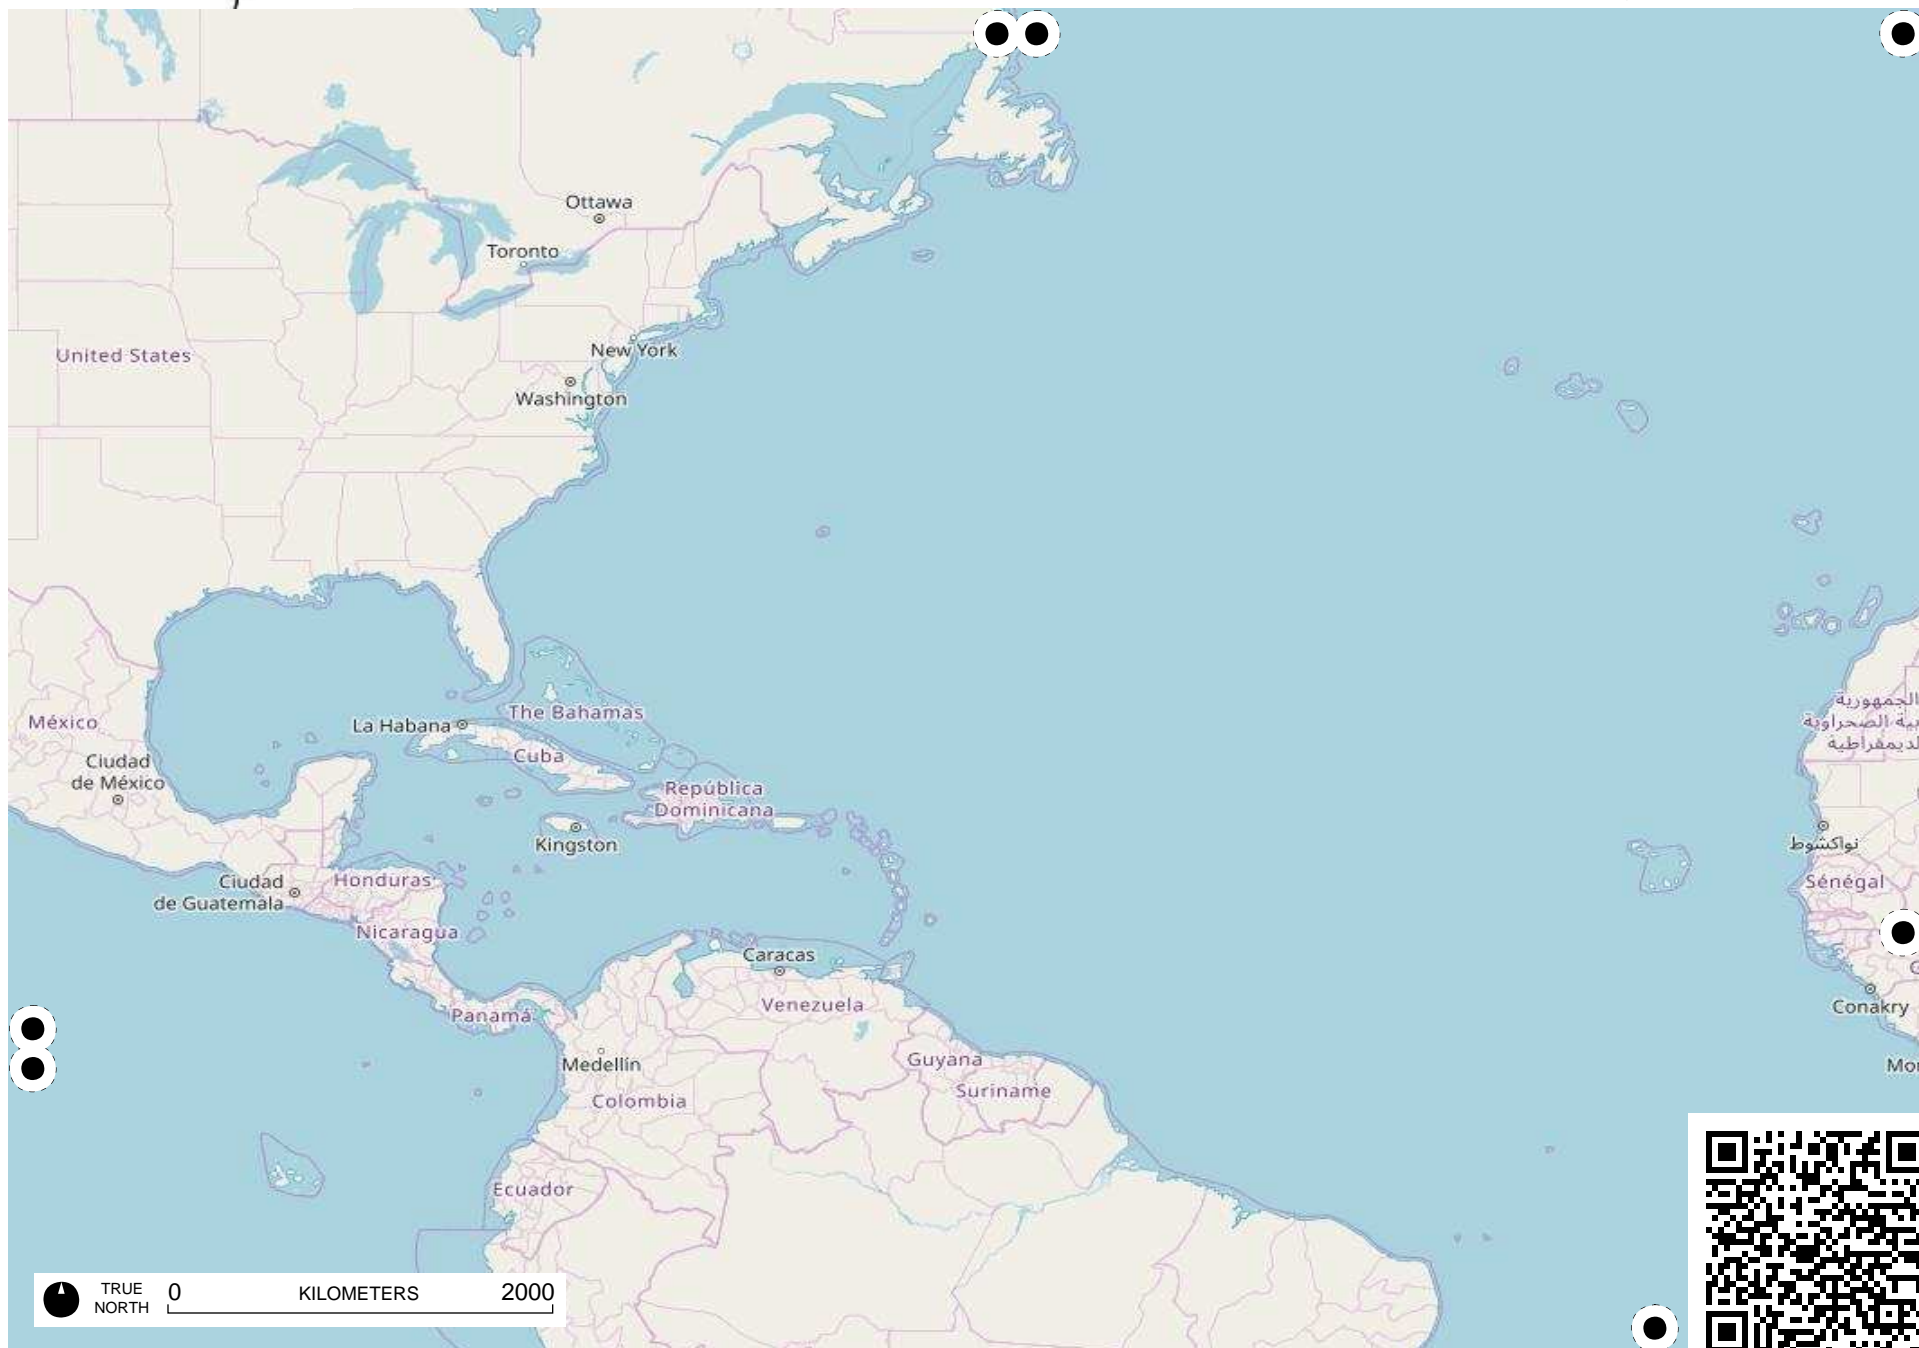 Ottawa
Toronto
New York
United States
Washington
The Bahamas
La Habana
México
Cuba
Ciudad
de México
República
Dominicana
Kingston
Ciudad
de Guatemala
Honduras
Nicaragua
Caracas
Venezuela
Panamá
Medellín
Colombia
Guyana
Suriname
Ecuador
الجمهورية
الصحراوية
نواكشوط
Sénégal
Conakry
TRUE
NORTH
0 KILOMETERS 2000